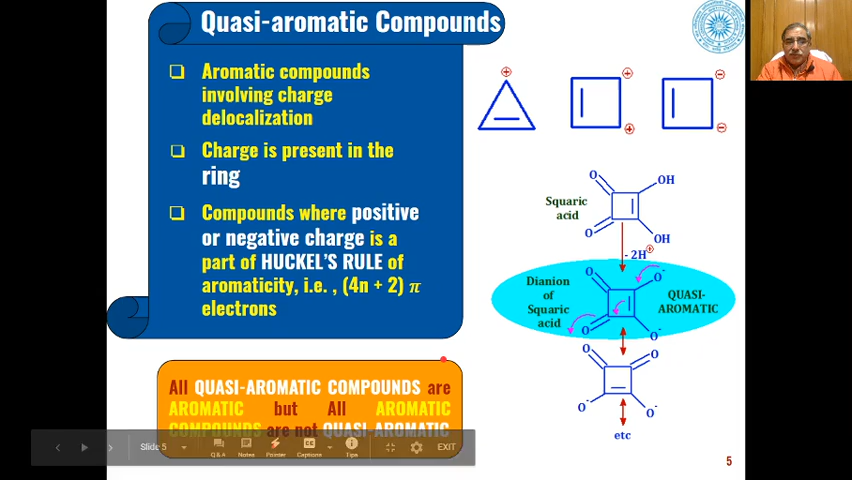 Quasi-aromatic Compounds
❑ Aromatic compounds
involving charge
delocalization
❑ Charge is present in the
ring
❑ Compounds where positive
or negative charge is a
part of HUCKEL'S RULE of
aromaticity, i.e. , (4n + 2) π
electrons
All QUASI-AROMATIC COMPOUNDS are
AROMATIC but All AROMATIC
COMPOUNDS are not QUASI-AROMATIC
+
+
+
−
−
Squaric
acid
O
OH
O
OH
- 2H+
Dianion
of
Squaric
acid
O
O-
O
O-
QUASI-
AROMATIC
O
O
O-
O-
etc
Slide 5
Q&A
Notes
Pointer
Captions
Tips
EXIT
5